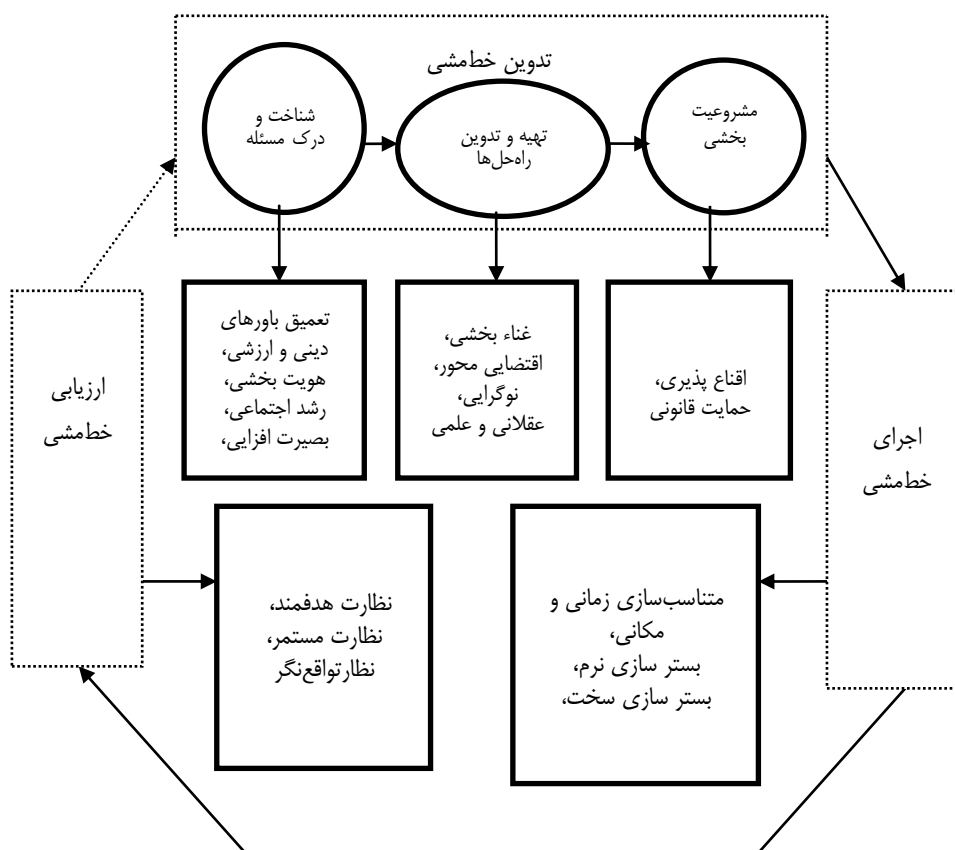 تدوین خط‌مشی
شناخت و
درک مسئله
تهیه و تدوین
راه‌حل‌ها
مشروعیت
بخشی
تعمیق باورهای
دینی و ارزشی،
هویت بخشی،
رشد اجتماعی،
بصیرت افزایی،
غناء بخشی،
اقتضایی محور،
نوگرایی،
عقلانی و علمی
اقناع پذیری،
حمایت قانونی
ارزیابی
خط‌مشی
اجرای
خط‌مشی
نظارت هدفمند،
نظارت مستمر،
نظارتواقع‌نگر
متناسب‌سازی زمانی و
مکانی،
بستر سازی نرم،
بستر سازی سخت،